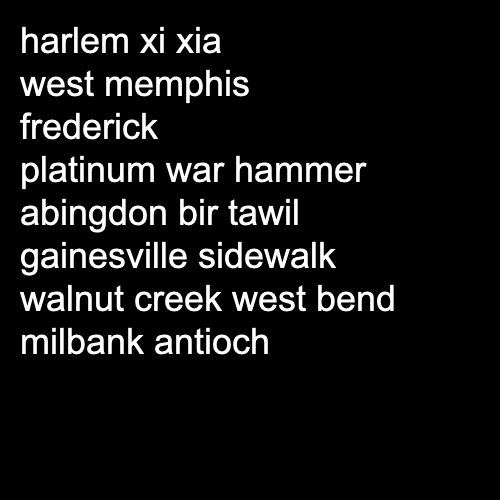 harlem xi xia
west memphis
frederick
platinum war hammer
abingdon bir tawil
gainesville sidewalk
walnut creek west bend
milbank antioch